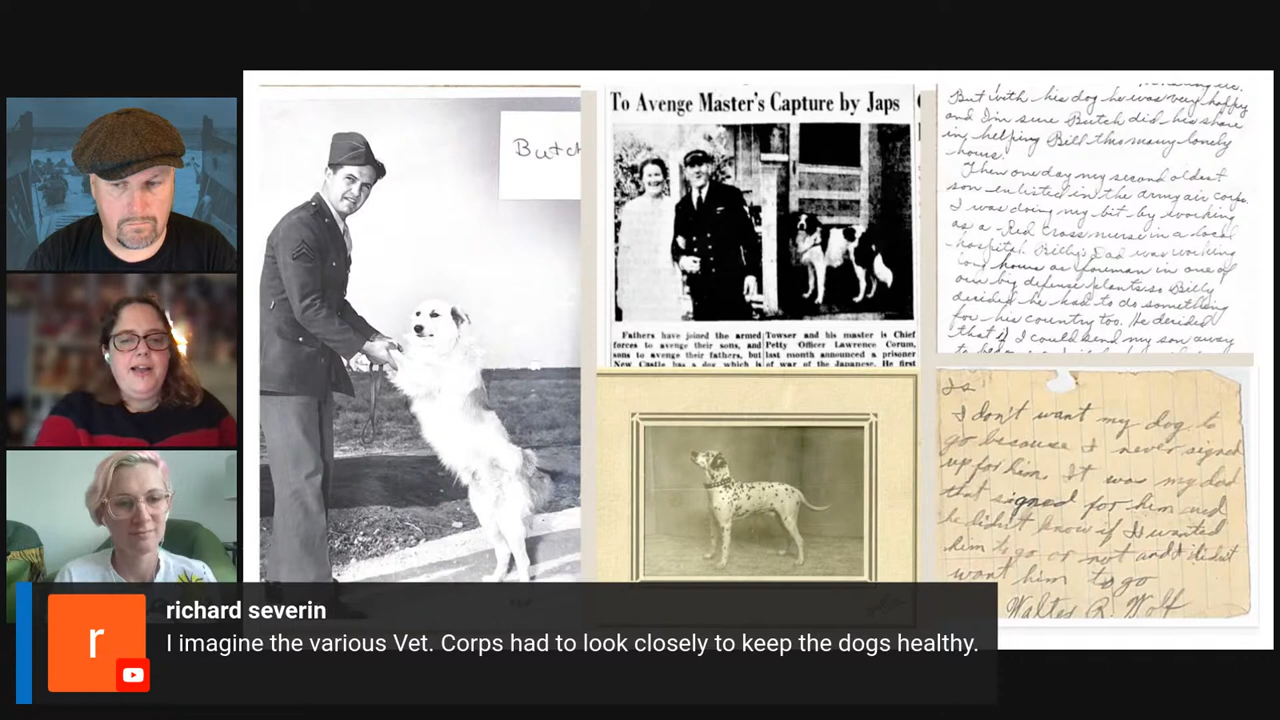 Butch
To Avenge Master's Capture by Japs
Fathers have joined the armed
forces to avenge their sons, and
sons to avenge their fathers, but
New Castle has a dog which is
Towser and his master is Chief
Petty Officer Lawrence Corum,
last month announced a prisoner
of war of the Japanese. He first
But with his dog he was very happy
and I'm sure Butch did his share
in helping Bill thru many lonely
hours.
Then one day my second oldest
son enlisted in the army air corps.
I was doing my bit by working
as a Red Cross nurse in a local
hospital. Billy's Dad was working
long hours as foreman in one of
our big defense plants so Billy
decided he had to do something
for his country too. He decided
that if I could send my son away
I don't want my dog to
go because I never signed
up for him. It was my dad
that signed for him and
he didn't know if I wanted
him to go or not and I didn't
want him to go
Walter R. Wolf
r
richard severin
I imagine the various Vet. Corps had to look closely to keep the dogs healthy.